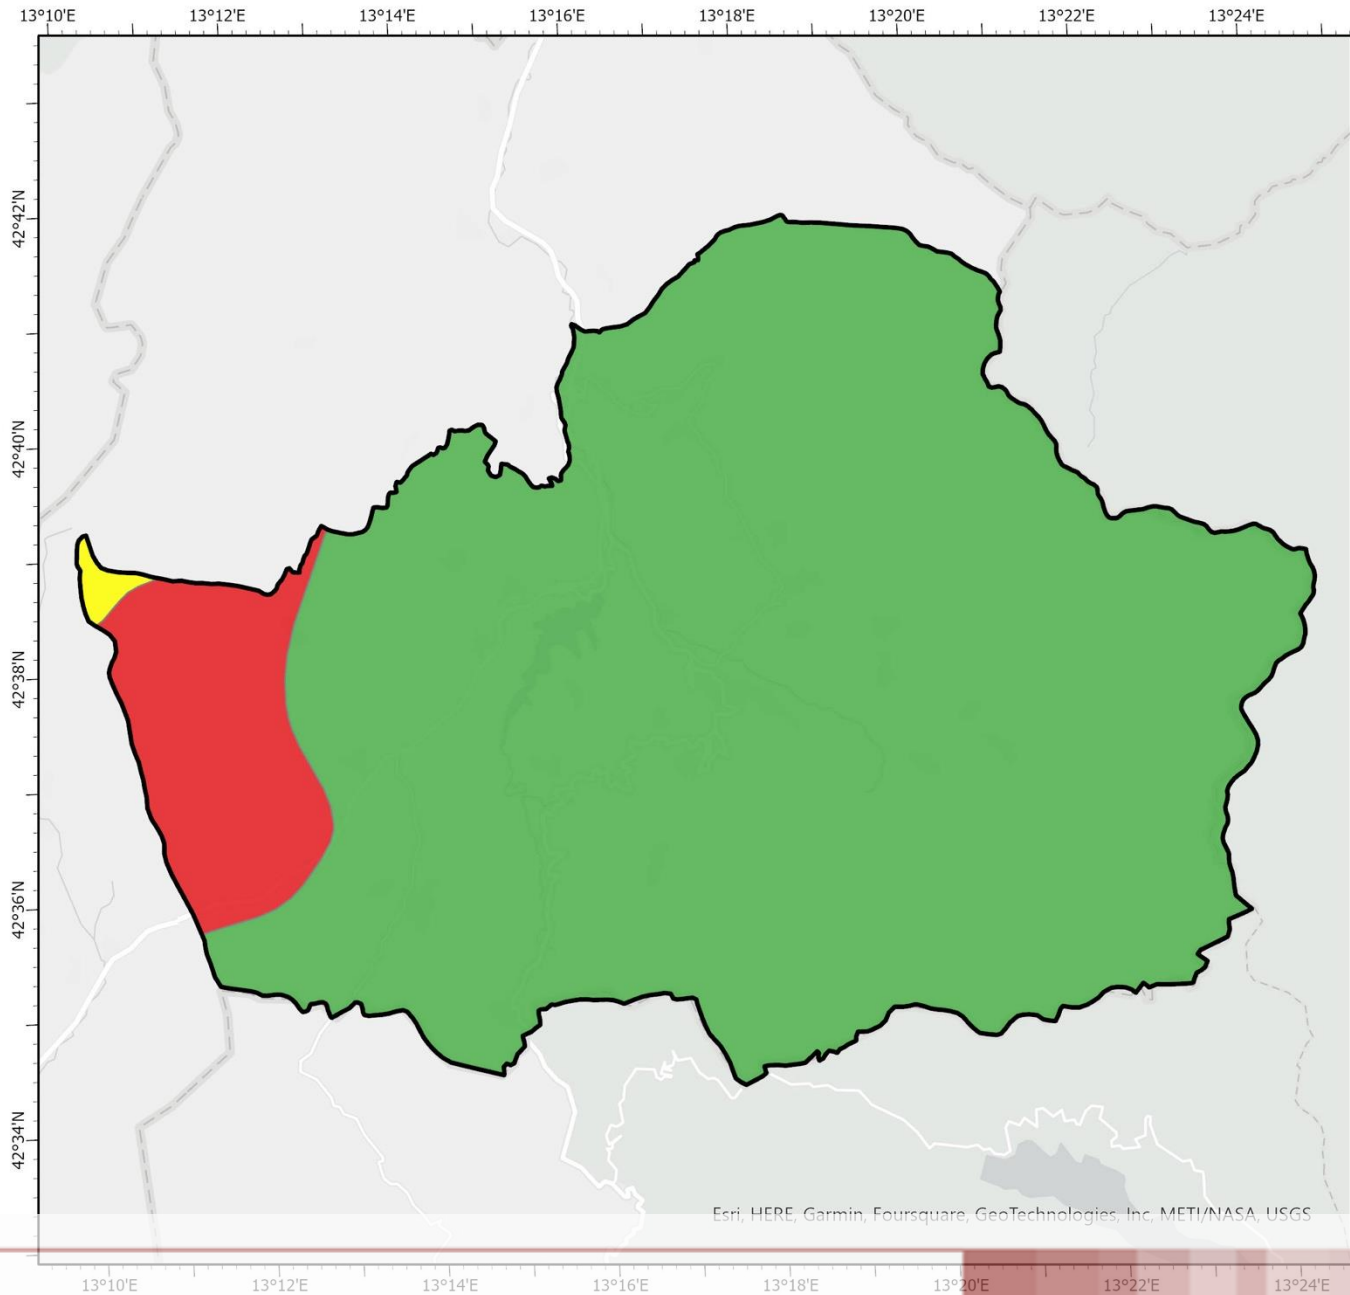 13°10'E 13°12'E 13°14'E 13°16'E 13°18'E 13°20'E 13°22'E 13°24'E
42°42'N
42°40'N
42°38'N
42°36'N
42°34'N
Esri, HERE, Garmin, Foursquare, GeoTechnologies, Inc, METI/NASA, USGS
13°10'E 13°12'E 13°14'E 13°16'E 13°18'E 13°20'E 13°22'E 13°24'E